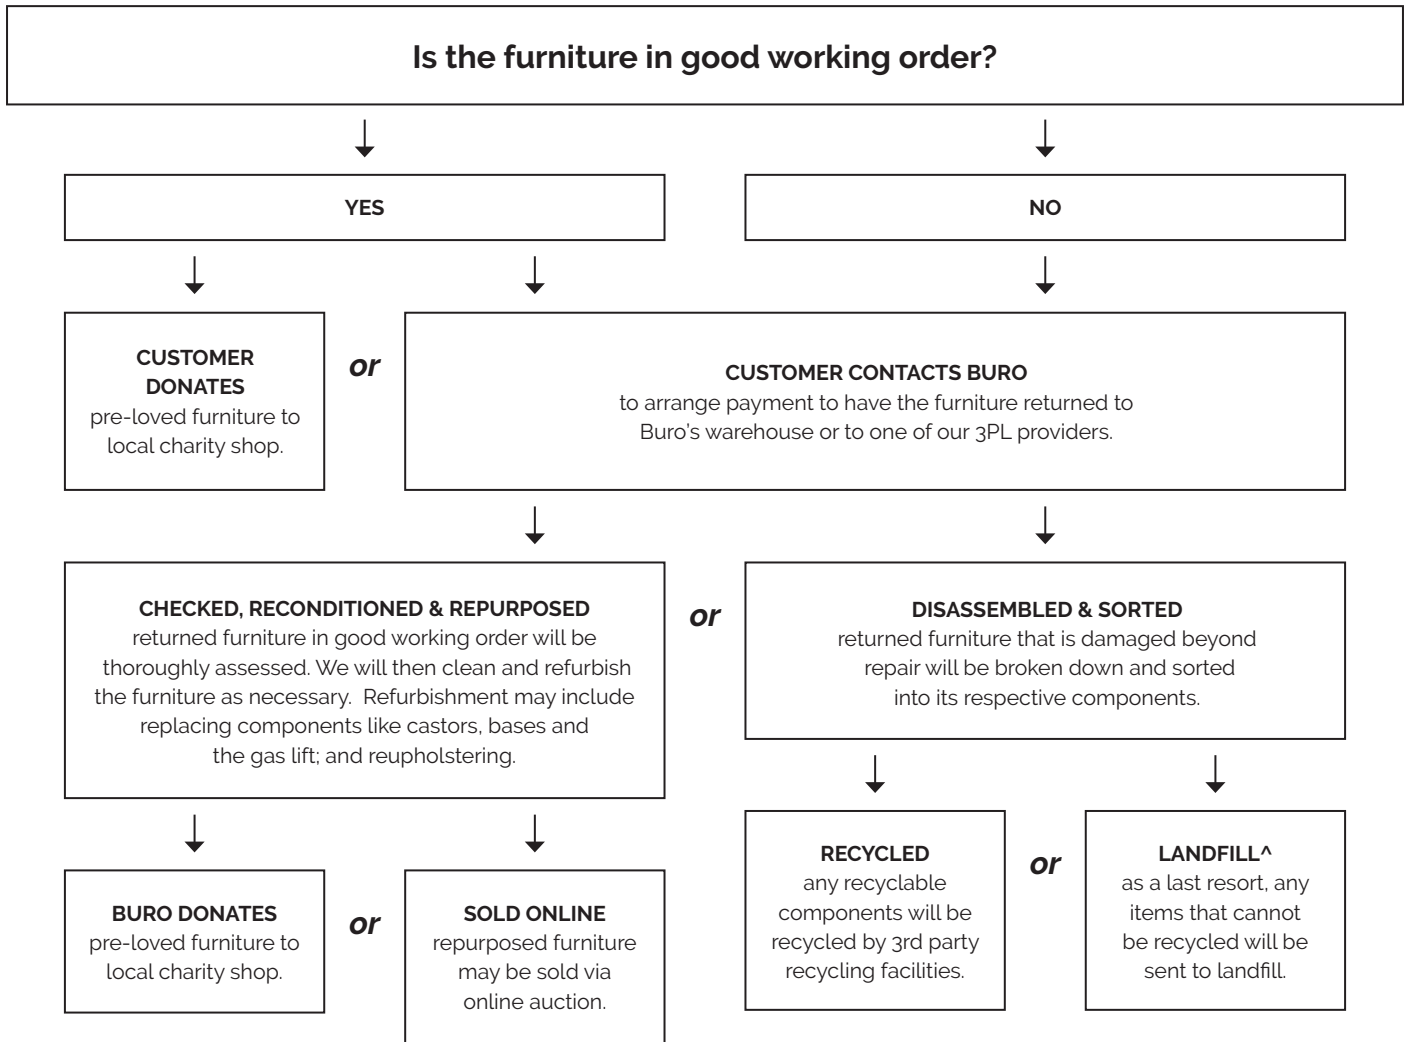 Is the furniture in good working order?
YES
NO
CUSTOMER
DONATES
pre-loved furniture to
local charity shop.
or
CUSTOMER CONTACTS BURO
to arrange payment to have the furniture returned to
Buro's warehouse or to one of our 3PL providers.
CHECKED, RECONDITIONED & REPURPOSED
returned furniture in good working order will be
thoroughly assessed. We will then clean and refurbish
the furniture as necessary.  Refurbishment may include
replacing components like castors, bases and
the gas lift; and reupholstering.
or
DISASSEMBLED & SORTED
returned furniture that is damaged beyond
repair will be broken down and sorted
into its respective components.
BURO DONATES
pre-loved furniture to
local charity shop.
or
SOLD ONLINE
repurposed furniture
may be sold via
online auction.
RECYCLED
any recyclable
components will be
recycled by 3rd party
recycling facilities.
or
LANDFILL^
as a last resort, any
items that cannot
be recycled will be
sent to landfill.